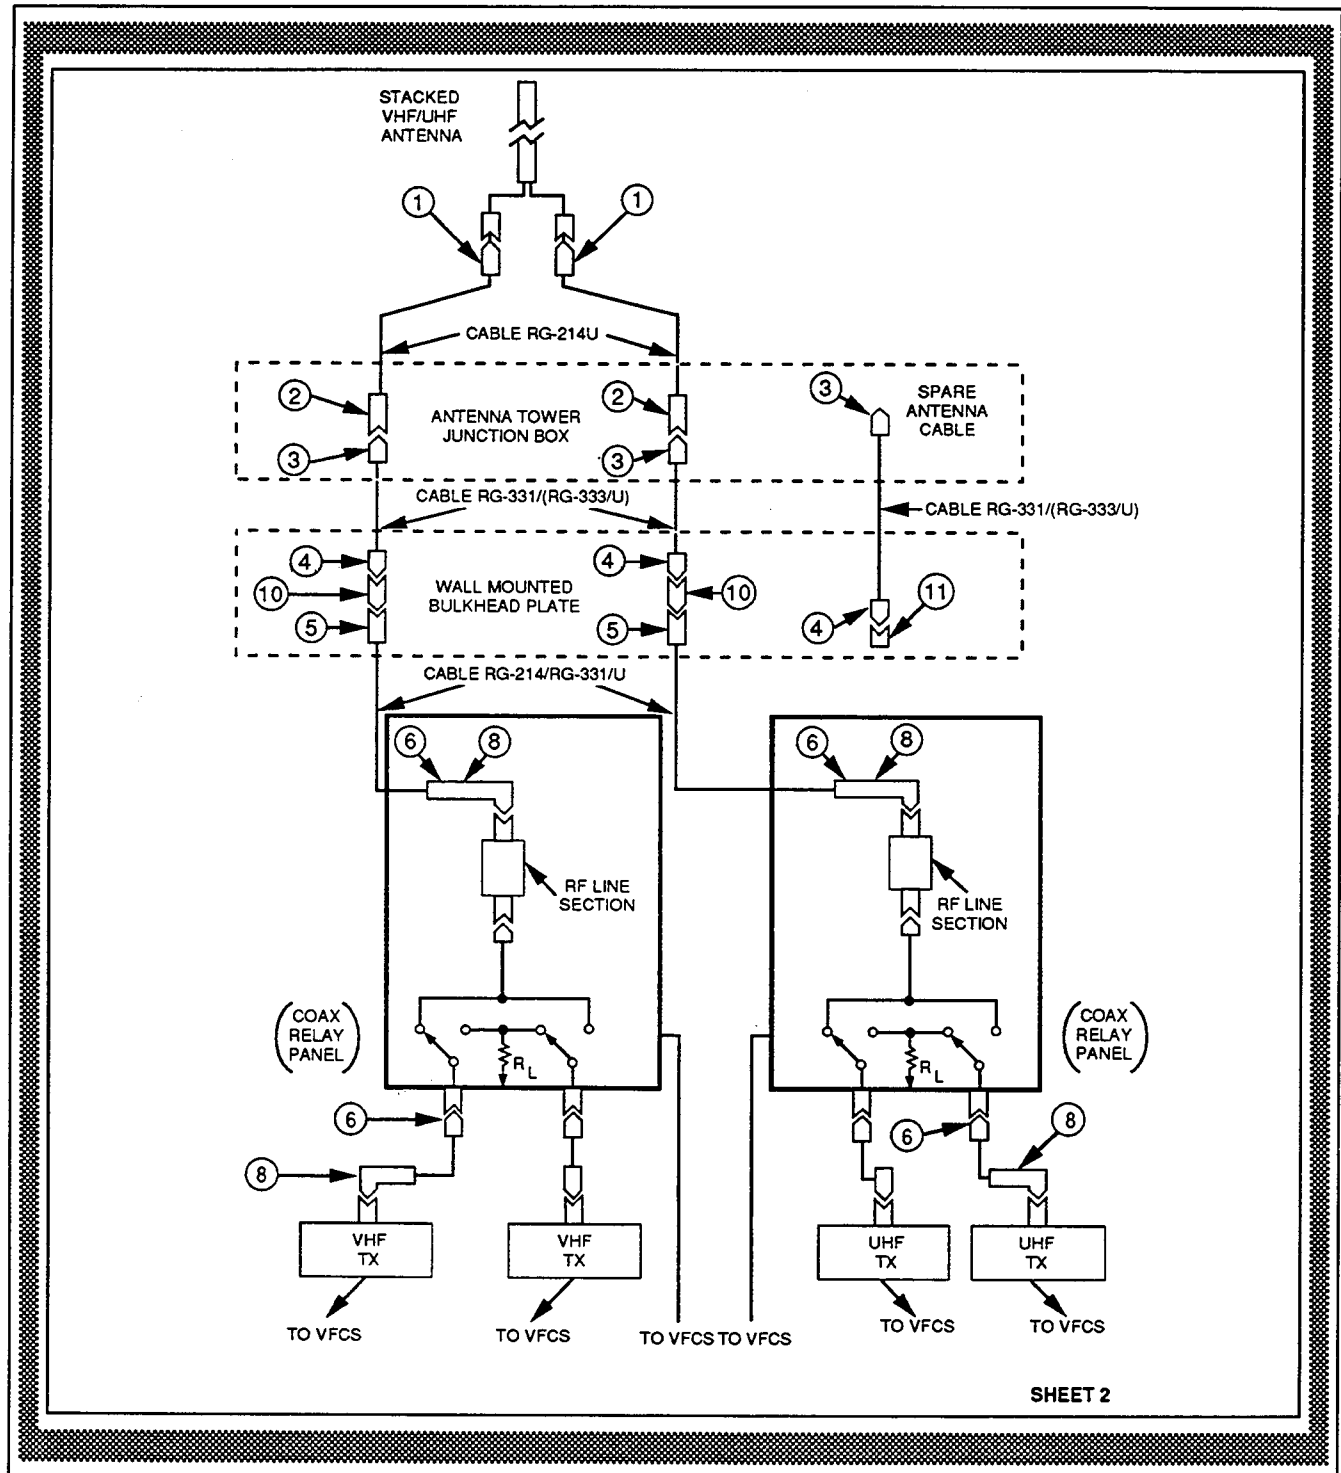 STACKED
VHF/UHF
ANTENNA
1
1
CABLE RG-214U
2
2
3
SPARE
ANTENNA
CABLE
ANTENNA TOWER
JUNCTION BOX
3
3
CABLE RG-331/(RG-333/U)
CABLE RG-331/(RG-333/U)
4
4
10
WALL MOUNTED
BULKHEAD PLATE
10
11
5
5
4
CABLE RG-214/RG-331/U
6
8
6
8
RF LINE
SECTION
RF LINE
SECTION
(COAX
RELAY
PANEL)
(COAX
RELAY
PANEL)
RL
RL
6
6
8
8
VHF
TX
VHF
TX
UHF
TX
UHF
TX
TO VFCS
TO VFCS
TO VFCS
TO VFCS
TO VFCS
TO VFCS
SHEET 2